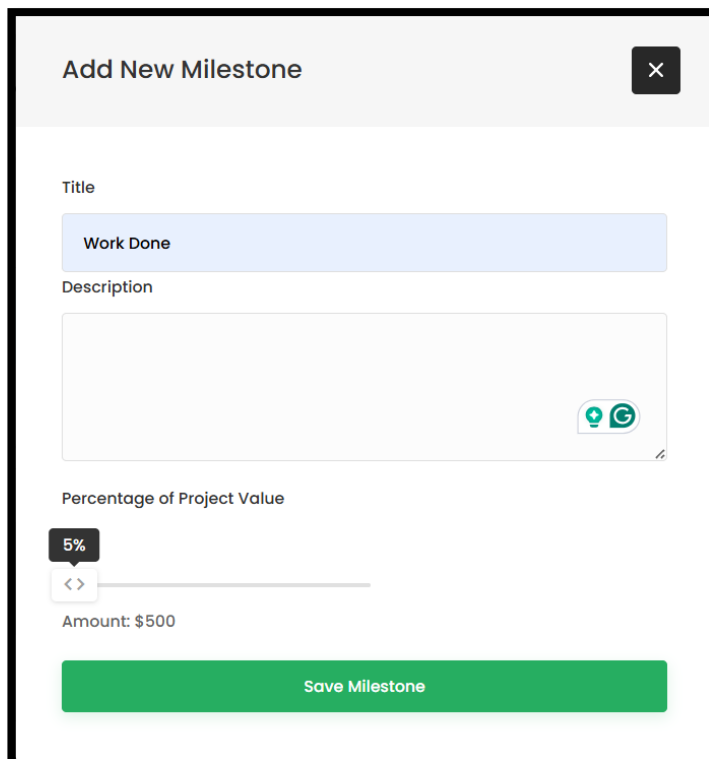 Add New Milestone
Title
Work Done
Description
Percentage of Project Value
5%
Amount: $500
Save Milestone